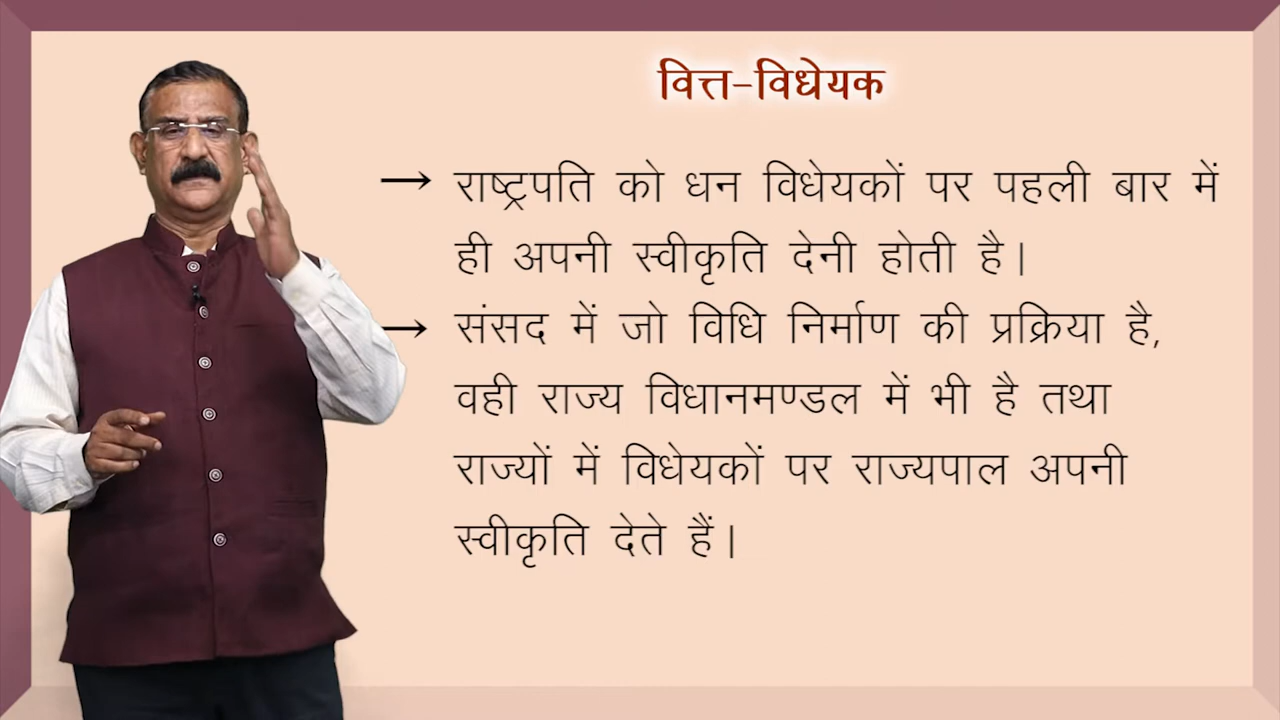 वित्त-विधेयक
→ राष्ट्रपति को धन विधेयकों पर पहली बार में
ही अपनी स्वीकृति देनी होती है।
→ संसद में जो विधि निर्माण की प्रक्रिया है,
वही राज्य विधानमण्डल में भी है तथा
राज्यों में विधेयकों पर राज्यपाल अपनी
स्वीकृति देते हैं।